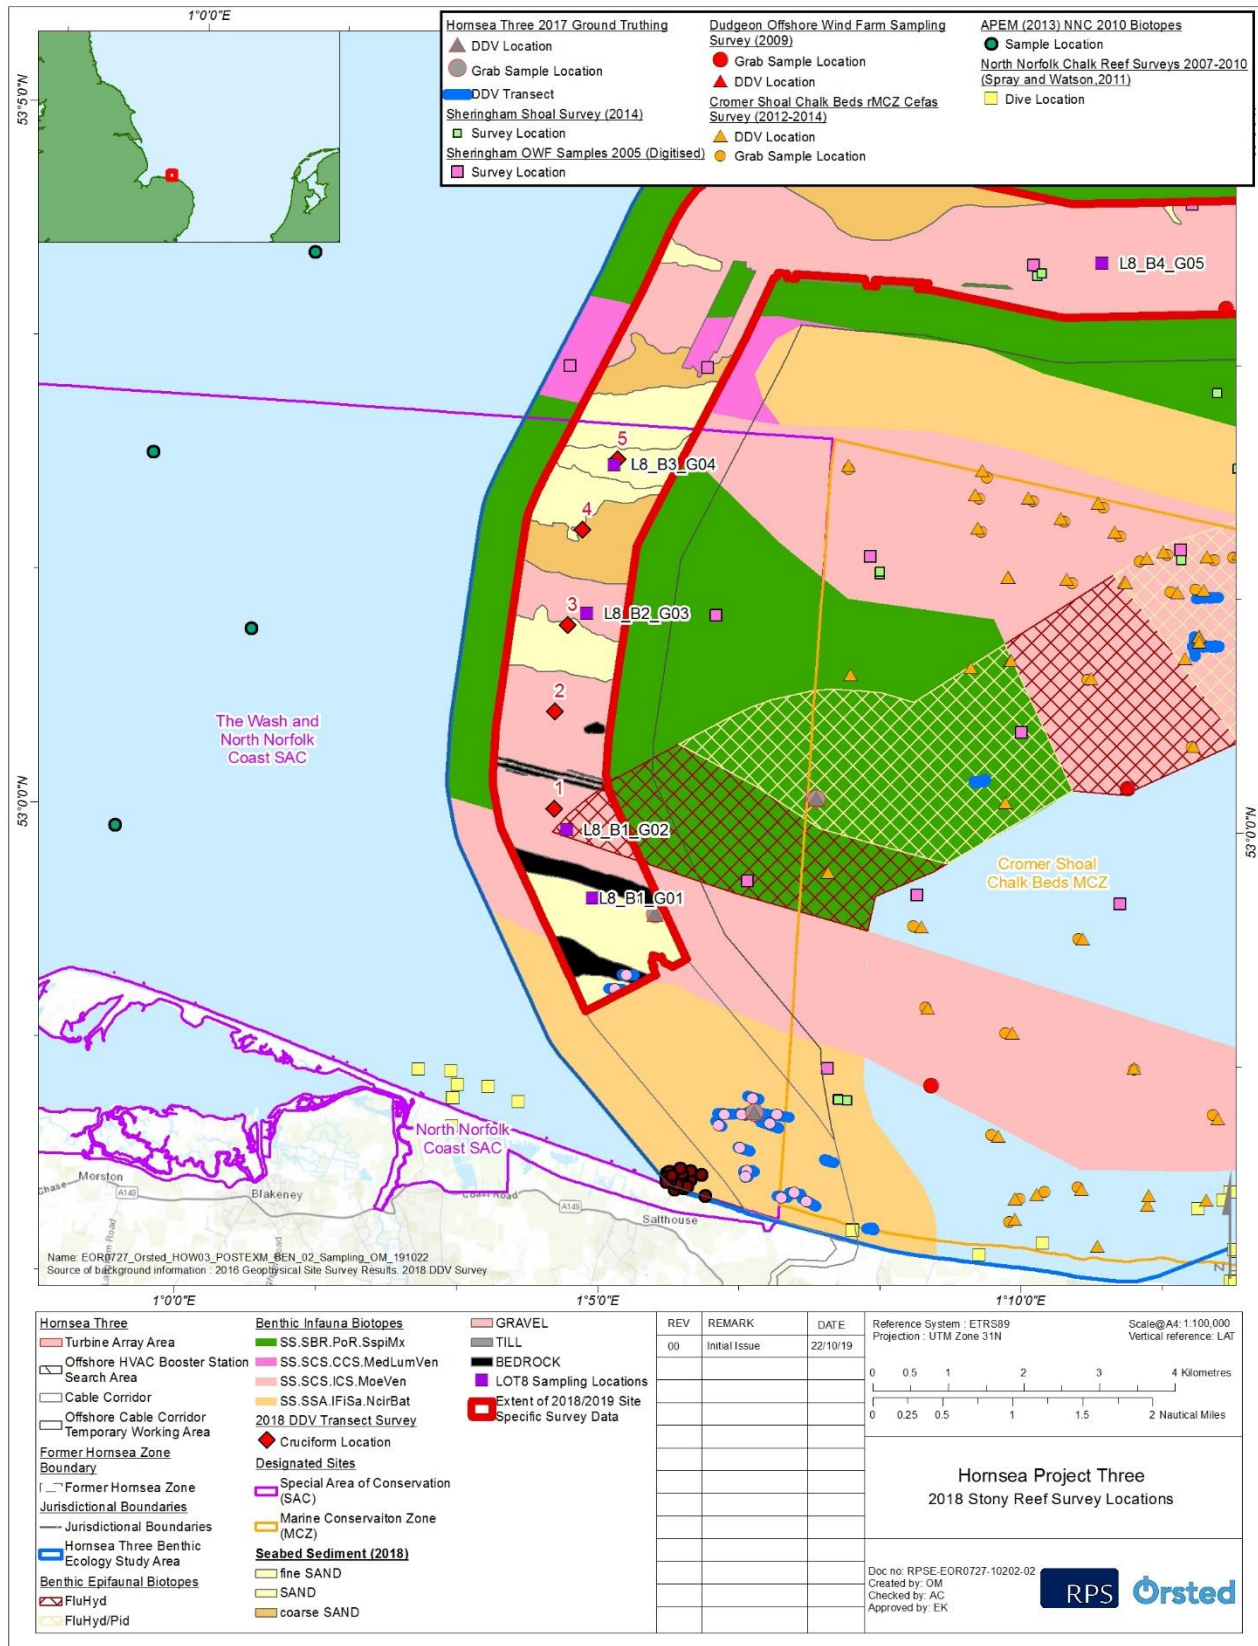 1°0'0"E
53°5'0"N
Hornsea Three 2017 Ground Truthing
DDV Location
Grab Sample Location
DDV Transect
Sheringham Shoal Survey (2014)
Survey Location
Sheringham OWF Samples 2005 (Digitised)
Survey Location
Dudgeon Offshore Wind Farm Sampling
Survey (2009)
Grab Sample Location
DDV Location
Cromer Shoal Chalk Beds rMCZ Cefas
Survey (2012-2014)
DDV Location
Grab Sample Location
APEM (2013) NNC 2010 Biotopes
Sample Location
North Norfolk Chalk Reef Surveys 2007-2010
(Spray and Watson,2011)
Dive Location
L8_B4_G05
5
L8_B3_G04
4
3
L8_B2_G03
2
The Wash and
North Norfolk
Coast SAC
1
53°0'0"N
L8_B1_G02
53°0'0"N
Cromer Shoal
Chalk Beds MCZ
L8_B1_G01
North Norfolk
Coast SAC
Morston
Chase
A149
Blakeney
Coast Road
A149
Salthouse
Name: EOR0727_Orsted_HOW03_POSTEXM_BEN_02_Sampling_OM_191022
Source of background information : 2016 Geophysical Site Survey Results. 2018 DDV Survey
1°0'0"E
1°5'0"E
1°10'0"E
Hornsea Three
Turbine Array Area
Offshore HVAC Booster Station
Search Area
Cable Corridor
Offshore Cable Corridor
Temporary Working Area
Former Hornsea Zone
Boundary
Former Hornsea Zone
Jurisdictional Boundaries
Jurisdictional Boundaries
Hornsea Three Benthic
Ecology Study Area
Benthic Epifaunal Biotopes
FluHyd
FluHyd/Pid
Benthic Infauna Biotopes
SS.SBR.PoR.SspiMx
SS.SCS.CCS.MedLumVen
SS.SCS.ICS.MoeVen
SS.SSA.IFiSa.NcirBat
2018 DDV Transect Survey
Cruciform Location
Designated Sites
Special Area of Conservation
(SAC)
Marine Conservaiton Zone
(MCZ)
Seabed Sediment (2018)
fine SAND
SAND
coarse SAND
GRAVEL
TILL
BEDROCK
LOT8 Sampling Locations
Extent of 2018/2019 Site
Specific Survey Data
REV REMARK DATE
00 Initial Issue 22/10/19
Reference System : ETRS89
Projection : UTM Zone 31N
Scale@A4: 1:100,000
Vertical reference: LAT
0 0.5 1 2 3 4 Kilometres
0 0.25 0.5 1 1.5 2 Nautical Miles
Hornsea Project Three
2018 Stony Reef Survey Locations
Doc no: RPSE-EOR0727-10202-02
Created by: OM
Checked by: AC
Approved by: EK
RPS
Orsted